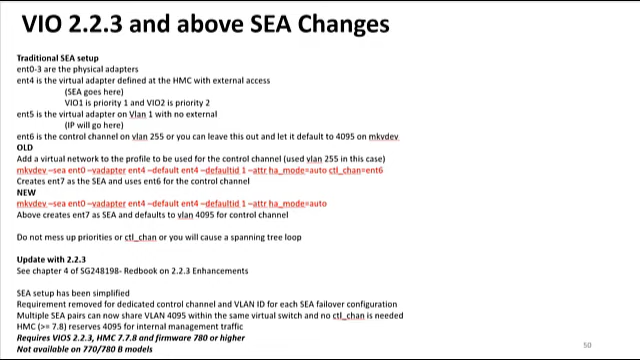 VIO 2.2.3 and above SEA Changes
Traditional SEA setup
ent0-3 are the physical adapters
ent4 is the virtual adapter defined at the HMC with external access
(SEA goes here)
VIO1 is priority 1 and VIO2 is priority 2
ent5 is the virtual adapter on Vlan 1 with no external
(IP will go here)
ent6 is the control channel on vlan 255 or you can leave this out and let it default to 4095 on mkvdev
OLD
Add a virtual network to the profile to be used for the control channel (used vlan 255 in this case)
mkvdev –sea ent0 –vadapter ent4 –default ent4 –defaultid 1 –attr ha_mode=auto ctl_chan=ent6
Creates ent7 as the SEA and uses ent6 for the control channel
NEW
mkvdev –sea ent0 –vadapter ent4 –default ent4 –defaultid 1 –attr ha_mode=auto
Above creates ent7 as SEA and defaults to vlan 4095 for control channel
Do not mess up priorities or ctl_chan or you will cause a spanning tree loop
Update with 2.2.3
See chapter 4 of SG248198- Redbook on 2.2.3 Enhancements
SEA setup has been simplified
Requirement removed for dedicated control channel and VLAN ID for each SEA failover configuration
Multiple SEA pairs can now share VLAN 4095 within the same virtual switch and no ctl_chan is needed
HMC (>= 7.8) reserves 4095 for internal management traffic
Requires VIOS 2.2.3, HMC 7.7.8 and firmware 780 or higher
Not available on 770/780 B models
50